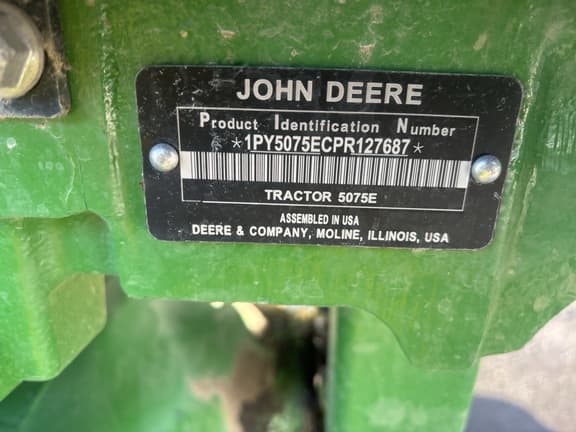 JOHN DEERE
Product Identification Number
*1PY5075ECPR127687*
TRACTOR 5075E
ASSEMBLED IN USA
DEERE & COMPANY, MOLINE, ILLINOIS, USA